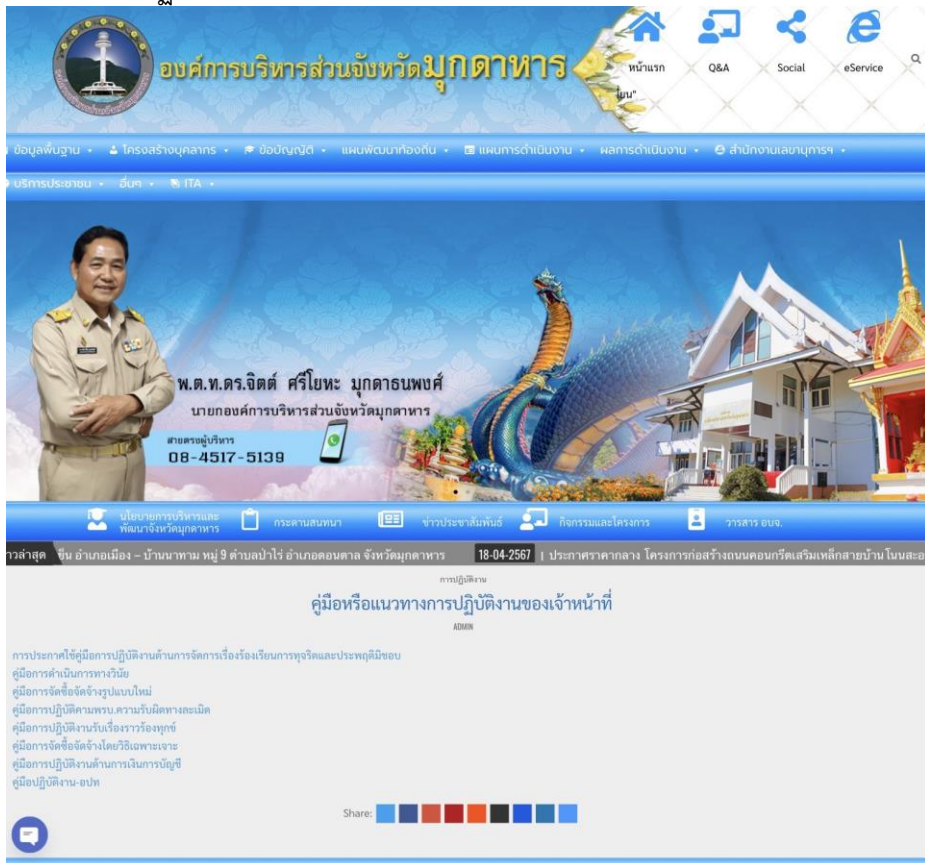 องค์การบริหารส่วนจังหวัดมุกดาหาร
หน้าแรก
Q&A
Social
eService
ข้อมูลพื้นฐาน
โครงสร้างบุคลากร
ข้อบัญญัติ
แผนพัฒนาท้องถิ่น
แผนการดำเนินงาน
ผลการดำเนินงาน
สำนักงานเลขานุการฯ
บริการประชาชน
อื่นๆ
ITA
พ.ต.ท.ดร.จิตต์ ศรีโยหะ มุกดาธนพงศ์
นายกองค์การบริหารส่วนจังหวัดมุกดาหาร
สายตรงผู้บริหาร
08-4517-5139
นโยบายการบริหารและ
พัฒนาจังหวัดมุกดาหาร
กระดานสนทนา
ข่าวประชาสัมพันธ์
กิจกรรมและโครงการ
วารสาร อบจ.
าวล่าสุด
อำเภอเมือง – บ้านนาทาม หมู่ 9 ตำบลป่าไร่ อำเภอดอนตาล จังหวัดมุกดาหาร 18-04-2567 | ประกาศราคากลาง โครงการก่อสร้างถนนคอนกรีตเสริมเหล็กสายบ้าน โนนสะอ
การปฏิบัติงาน
คู่มือหรือแนวทางการปฏิบัติงานของเจ้าหน้าที่
ADMIN
การประกาศใช้คู่มือการปฏิบัติงานด้านการจัดการเรื่องร้องเรียนการทุจริตและประพฤติมิชอบ
คู่มือการดำเนินการทางวินัย
คู่มือการจัดซื้อจัดจ้างรูปแบบใหม่
คู่มือการปฏิบัติตามพรบ.ความรับผิดทางละเมิด
คู่มือการปฏิบัติงานรับเรื่องราวร้องทุกข์
คู่มือการจัดซื้อจัดจ้างโดยวิธีเฉพาะเจาะ
คู่มือการปฏิบัติงานด้านการเงินการบัญชี
คู่มือปฏิบัติงาน-อปท
Share: